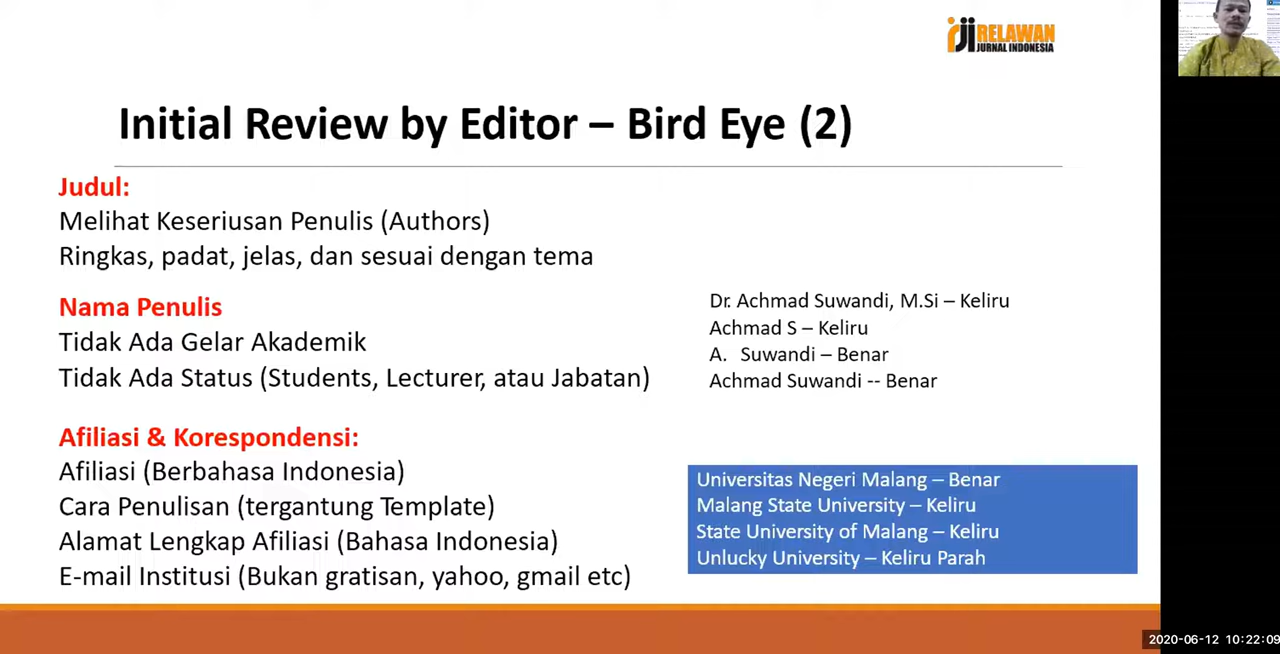 RELAWAN
JURNAL INDONESIA
Initial Review by Editor – Bird Eye (2)
Judul:
Melihat Keseriusan Penulis (Authors)
Ringkas, padat, jelas, dan sesuai dengan tema
Nama Penulis
Tidak Ada Gelar Akademik
Tidak Ada Status (Students, Lecturer, atau Jabatan)
Dr. Achmad Suwandi, M.Si – Keliru
Achmad S – Keliru
A. Suwandi – Benar
Achmad Suwandi -- Benar
Afiliasi & Korespondensi:
Afiliasi (Berbahasa Indonesia)
Cara Penulisan (tergantung Template)
Alamat Lengkap Afiliasi (Bahasa Indonesia)
E-mail Institusi (Bukan gratisan, yahoo, gmail etc)
Universitas Negeri Malang – Benar
Malang State University – Keliru
State University of Malang – Keliru
Unlucky University – Keliru Parah
2020-06-12 10:22:09